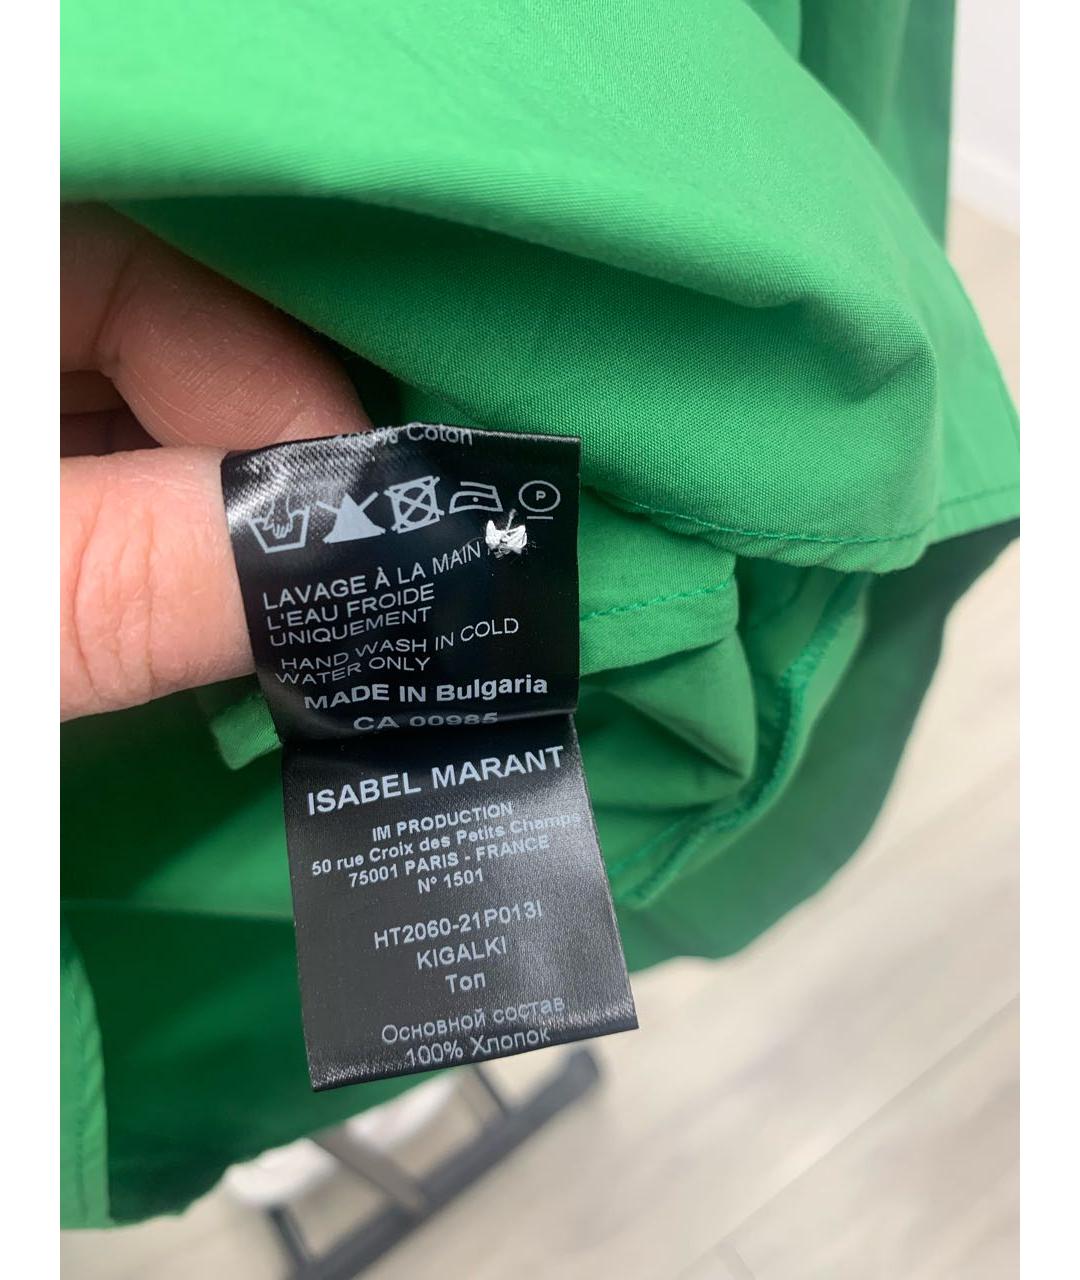 100% Coton
P
LAVAGE À LA MAIN
L'EAU FROIDE
UNIQUEMENT
HAND WASH IN COLD
WATER ONLY
MADE IN Bulgaria
CA 00985
ISABEL MARANT
IM PRODUCTION
50 rue Croix des Petits Champs
75001 PARIS - FRANCE
N° 1501
HT2060-21P013I
KIGALKI
Топ
Основной состав
100% Хлопок